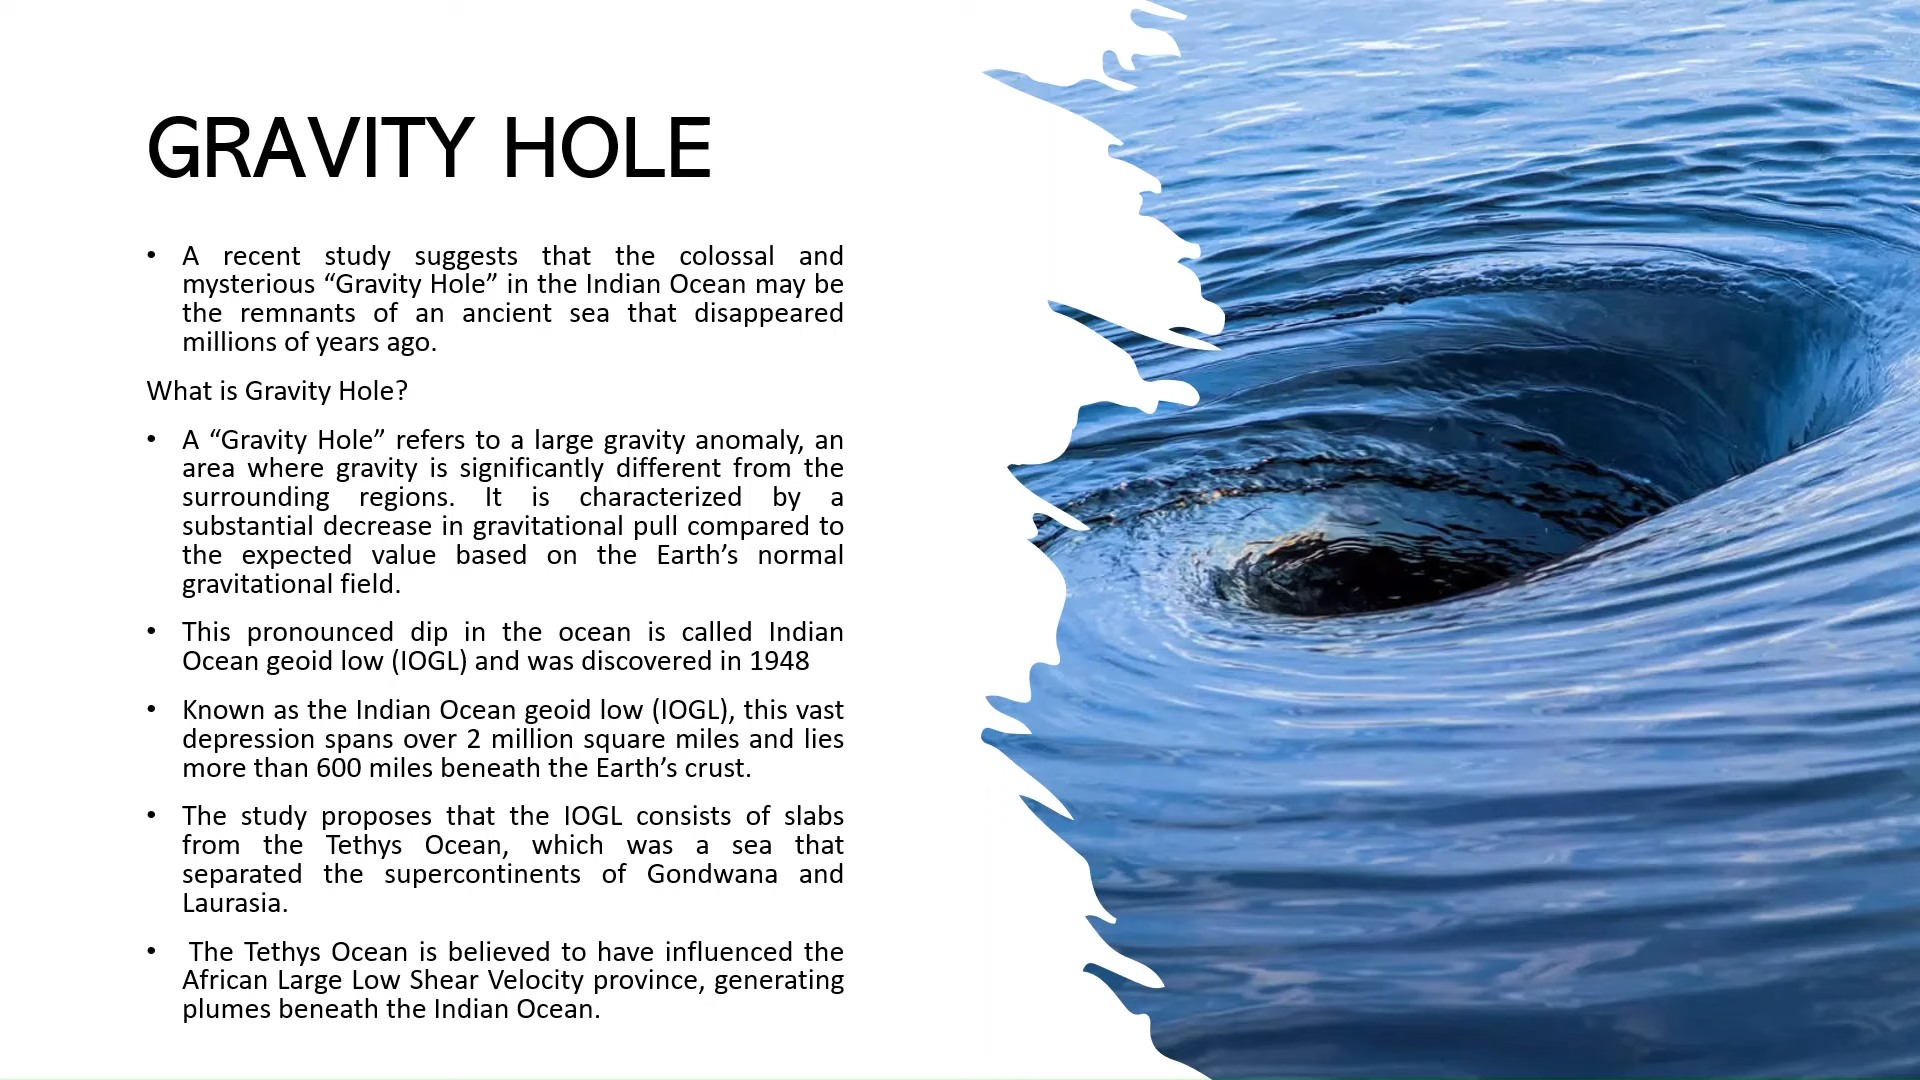 GRAVITY HOLE
• A recent study suggests that the colossal and
mysterious “Gravity Hole” in the Indian Ocean may be
the remnants of an ancient sea that disappeared
millions of years ago.
What is Gravity Hole?
• A “Gravity Hole” refers to a large gravity anomaly, an
area where gravity is significantly different from the
surrounding regions. It is characterized by a
substantial decrease in gravitational pull compared to
the expected value based on the Earth’s normal
gravitational field.
• This pronounced dip in the ocean is called Indian
Ocean geoid low (IOGL) and was discovered in 1948
• Known as the Indian Ocean geoid low (IOGL), this vast
depression spans over 2 million square miles and lies
more than 600 miles beneath the Earth’s crust.
• The study proposes that the IOGL consists of slabs
from the Tethys Ocean, which was a sea that
separated the supercontinents of Gondwana and
Laurasia.
• The Tethys Ocean is believed to have influenced the
African Large Low Shear Velocity province, generating
plumes beneath the Indian Ocean.